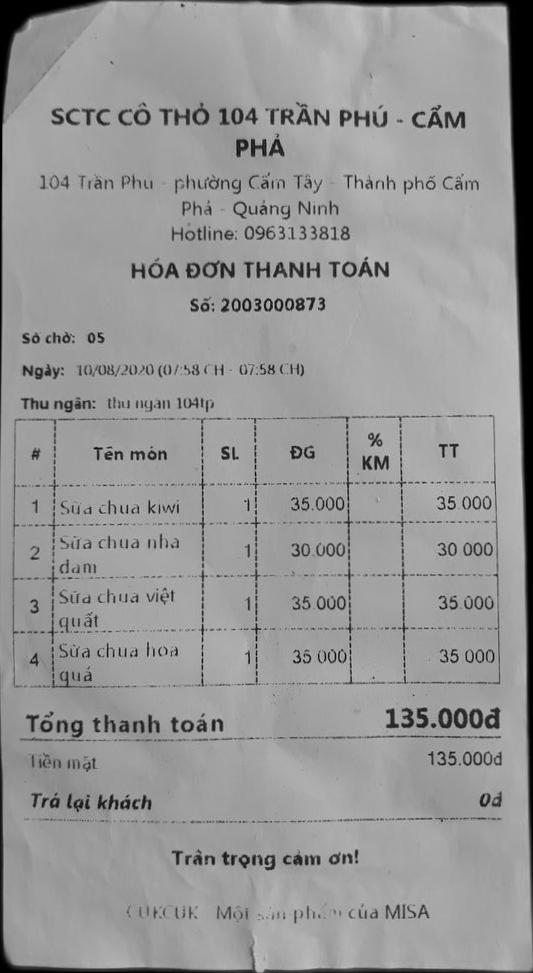 SCTC CÔ THỎ 104 TRẦN PHÚ - CẨM
PHẢ
104 Trần Phú - phường Cẩm Tây - Thành phố Cẩm
Phả - Quảng Ninh
Hotline: 0963133818
HÓA ĐƠN THANH TOÁN
Số: 2003000873
Số chờ: 05
Ngày: 10/08/2020 (07:58 CH - 07:58 CH)
Thu ngân: thu ngân 104tp
# Tên món SL ĐG % KM TT
1 Sữa chua kiwi 1 35.000 35.000
2 Sữa chua nha 1 30.000 30.000
đam
3 Sữa chua việt 1 35.000 35.000
quất
4 Sữa chua hoa 1 35.000 35.000
quả
Tổng thanh toán 135.000đ
Tiền mặt 135.000đ
Trả lại khách 0đ
Trân trọng cảm ơn!
CUKCUK - Một sản phẩm của MISA